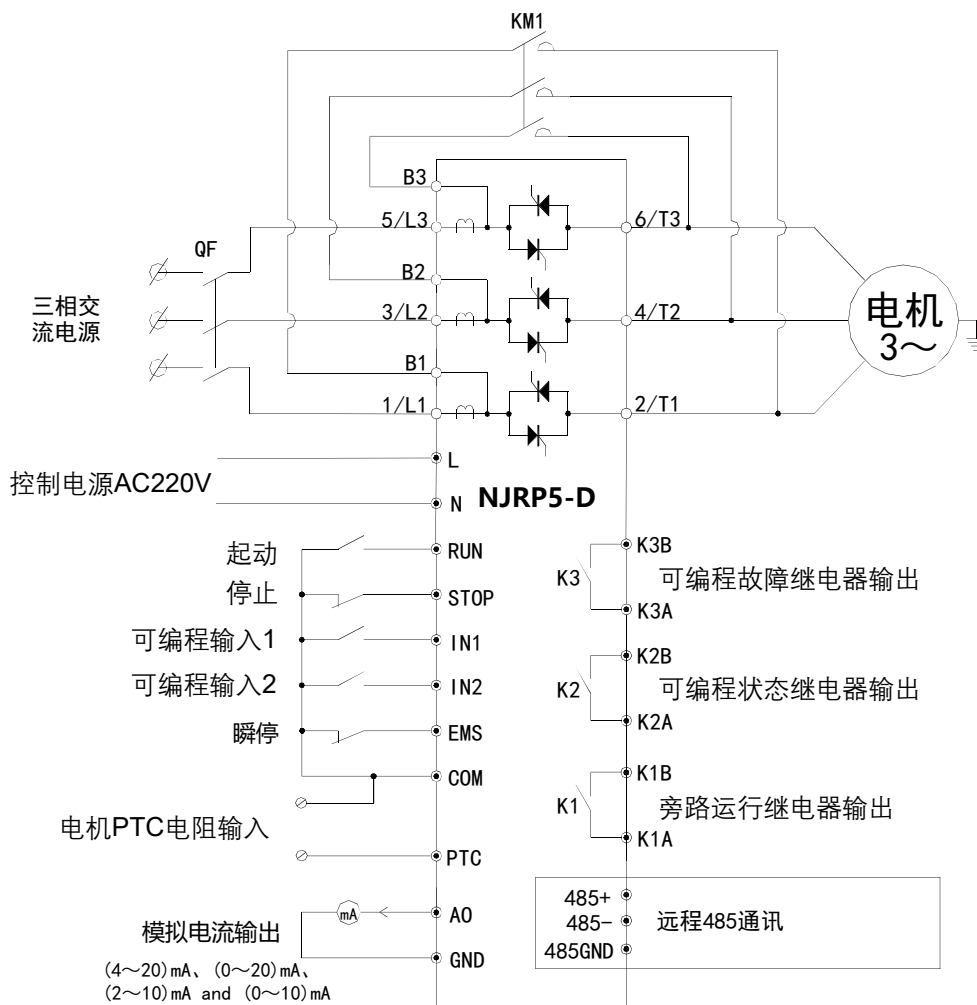 KM1
B3
5/L3
6/T3
QF
B2
三相交
流电源
3/L2
4/T2
电机
3～
B1
1/L1
2/T1
L
控制电源AC220V
N
NJRP5-D
起动
RUN
停止
STOP
可编程输入1
IN1
可编程输入2
IN2
瞬停
EMS
COM
电机PTC电阻输入
PTC
mA
AO
模拟电流输出
GND
(4～20)mA、(0～20)mA、
(2～10)mA and (0～10)mA
K3B
K3
可编程故障继电器输出
K3A
K2B
K2
可编程状态继电器输出
K2A
K1B
K1
旁路运行继电器输出
K1A
485+
485-
远程485通讯
485GND